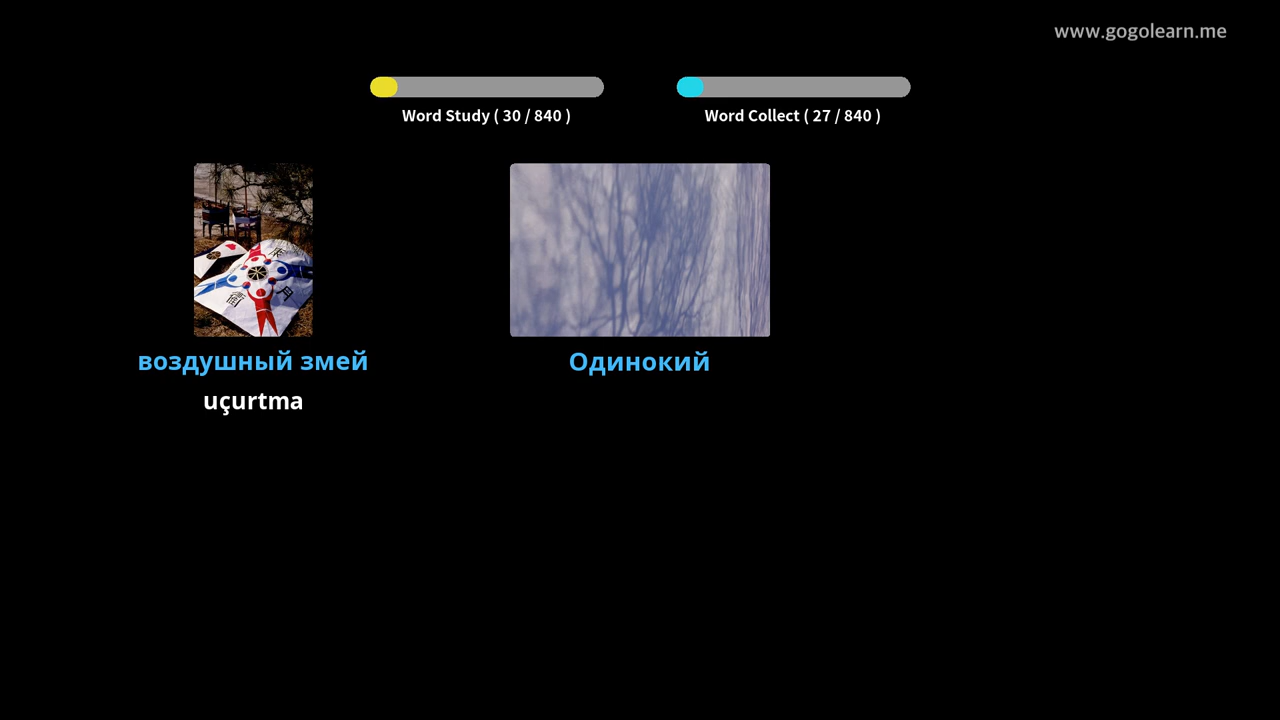 www.gogolearn.me
Word Study ( 30 / 840 )
Word Collect ( 27 / 840 )
воздушный змей
Одинокий
uçurtma